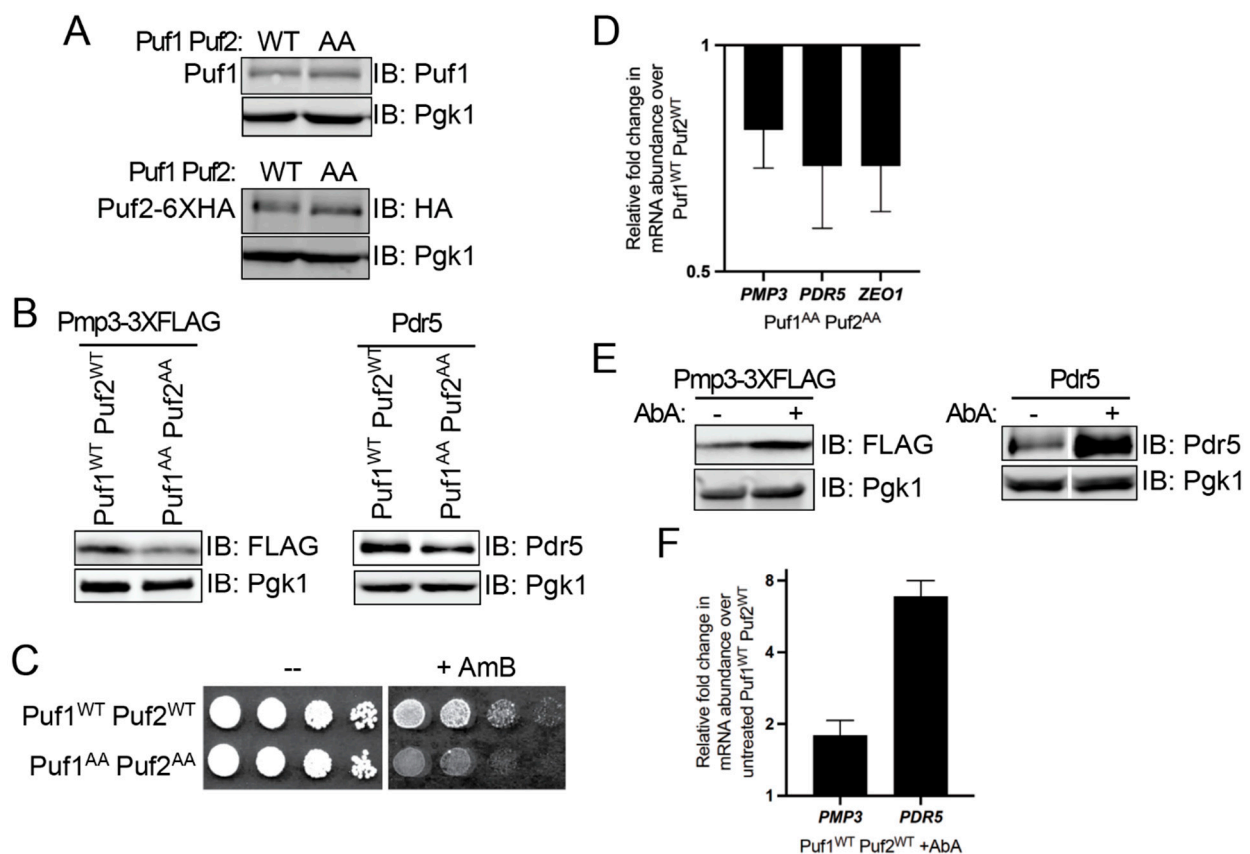 A
Puf1 Puf2: WT AA
Puf1 IB: Puf1
IB: Pgk1
Puf1 Puf2: WT AA
Puf2-6XHA IB: HA
IB: Pgk1
B
Pmp3-3XFLAG
Puf1WT Puf2WT
Puf1AA Puf2AA
IB: FLAG
IB: Pgk1
Pdr5
Puf1WT Puf2WT
Puf1AA Puf2AA
IB: Pdr5
IB: Pgk1
C
-- + AmB
Puf1WT Puf2WT
Puf1AA Puf2AA
D
Relative fold change in
mRNA abundance over
Puf1WT Puf2WT
1
0.5
PMP3 PDR5 ZEO1
Puf1AA Puf2AA
E
Pmp3-3XFLAG
AbA: - +
IB: FLAG
IB: Pgk1
Pdr5
AbA: - +
IB: Pdr5
IB: Pgk1
F
Relative fold change in
mRNA abundance over
untreated Puf1WT Puf2WT
8
4
2
1
PMP3 PDR5
Puf1WT Puf2WT +AbA